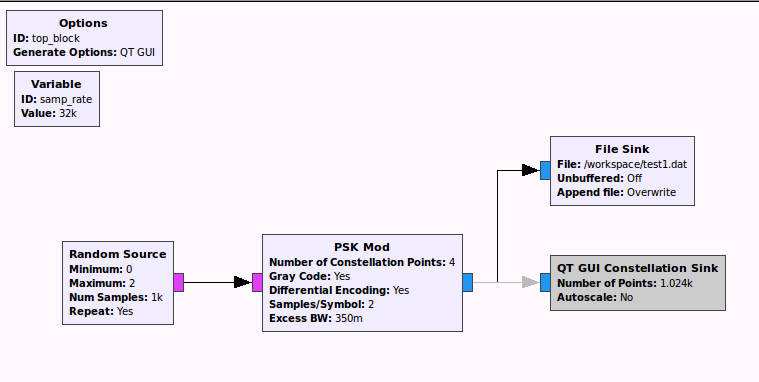 Options
ID: top_block
Generate Options: QT GUI
Variable
ID: samp_rate
Value: 32k
File Sink
File: /workspace/test1.dat
Unbuffered: Off
Append file: Overwrite
Random Source
Minimum: 0
Maximum: 2
Num Samples: 1k
Repeat: Yes
PSK Mod
Number of Constellation Points: 4
Gray Code: Yes
Differential Encoding: Yes
Samples/Symbol: 2
Excess BW: 350m
QT GUI Constellation Sink
Number of Points: 1.024k
Autoscale: No